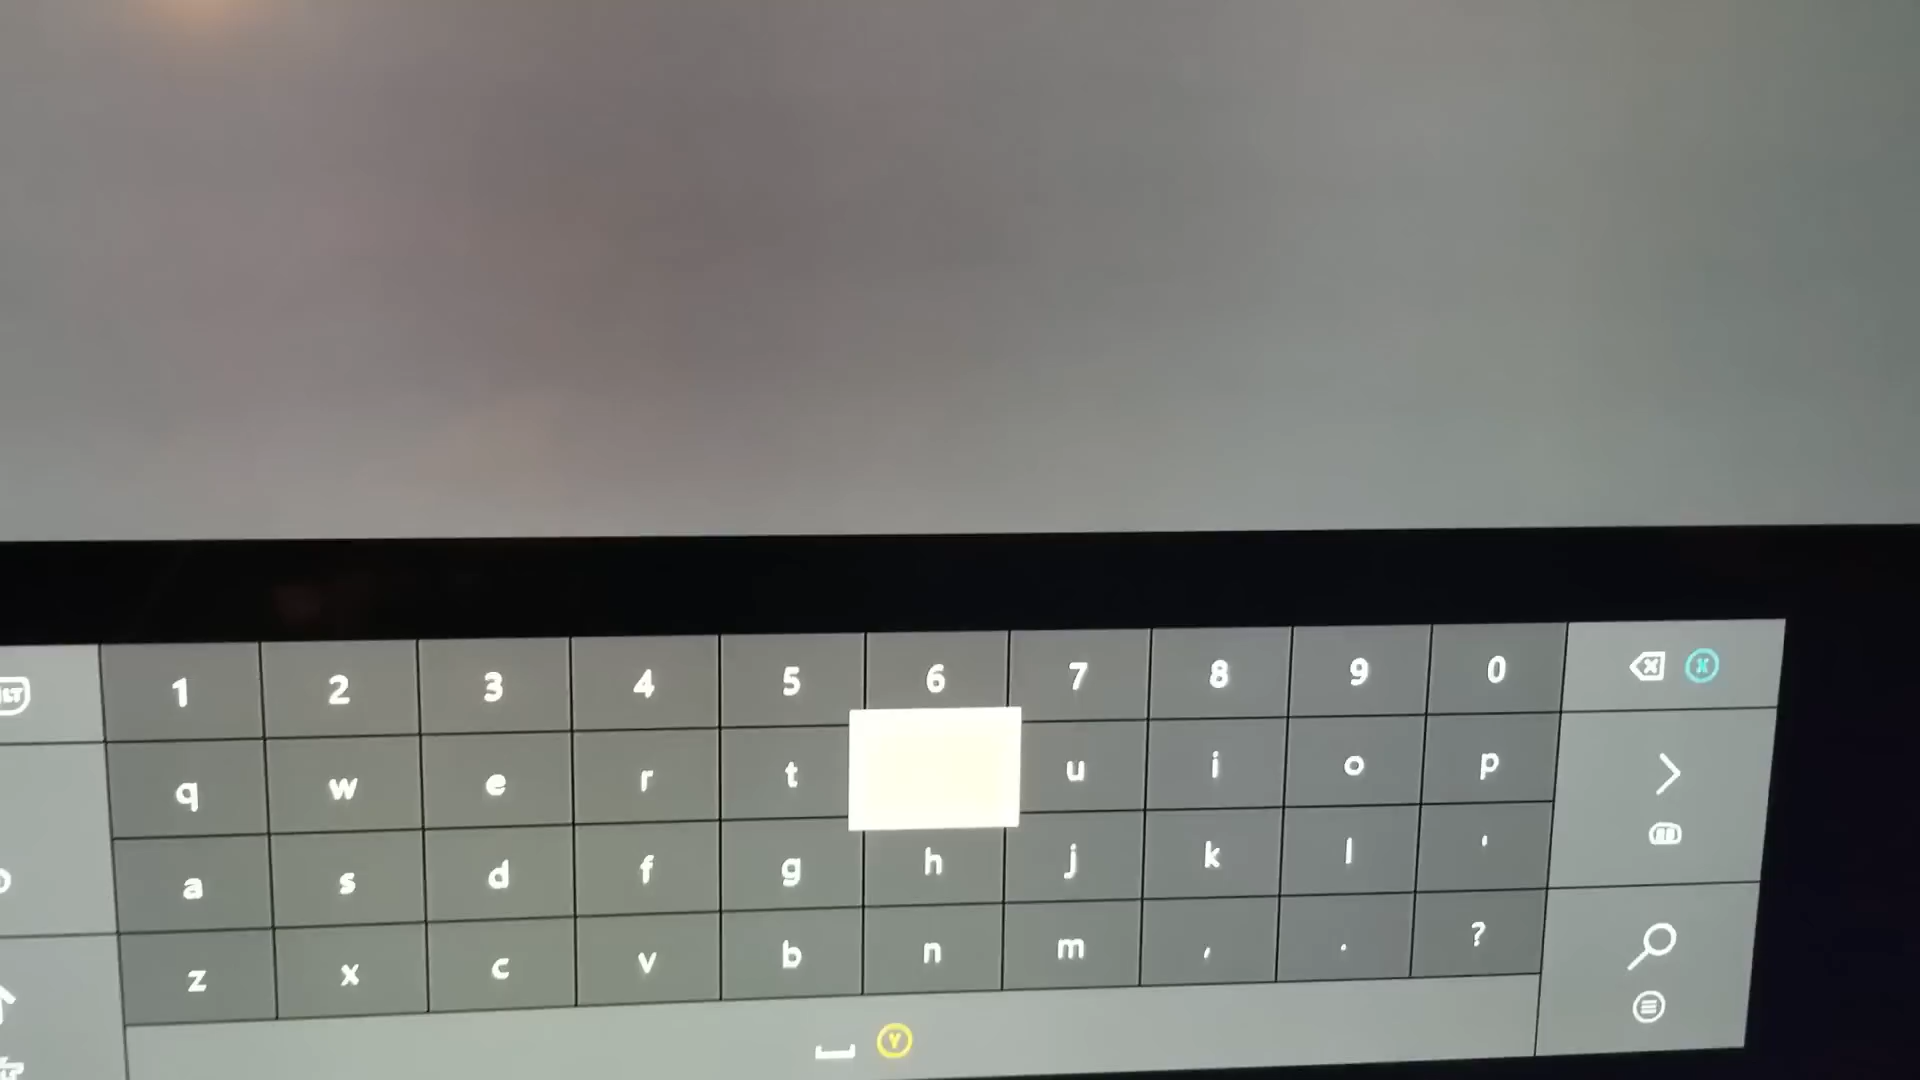 1 2 3 4 5 6 7 8 9 0 X
q w e r t u i o p
a s d f g h j k l '
z x c v b n m , . ?
Y